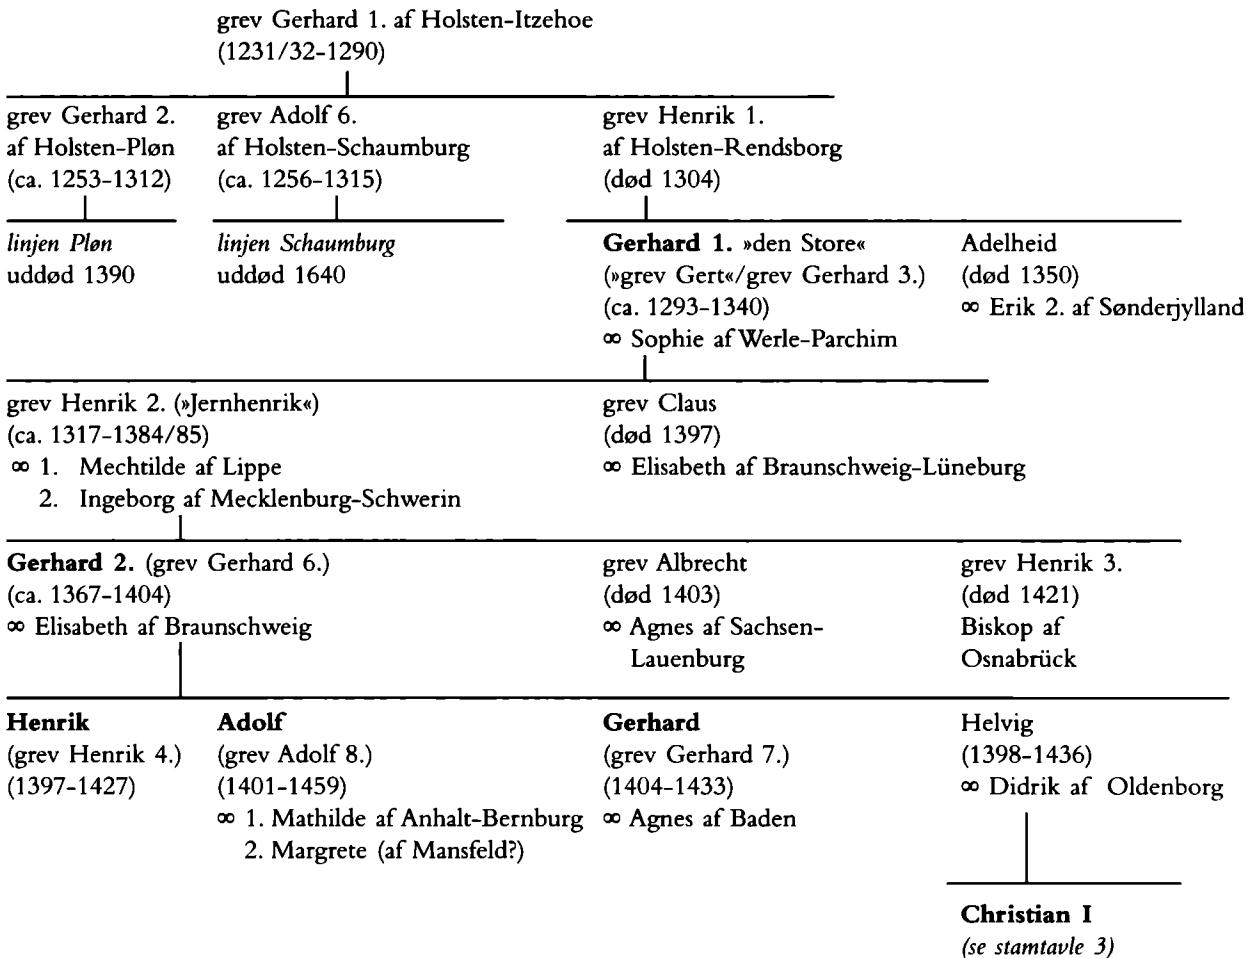 grev Gerhard 1. af Holsten-Itzehoe
(1231/32-1290)
grev Gerhard 2.
af Holsten-Pløn
(ca. 1253-1312)
grev Adolf 6.
af Holsten-Schaumburg
(ca. 1256-1315)
grev Henrik 1.
af Holsten-Rendsborg
(død 1304)
linjen Pløn
uddød 1390
linjen Schaumburg
uddød 1640
Gerhard 1. »den Store«
(»grev Gert«/grev Gerhard 3.)
(ca. 1293-1340)
∞ Sophie af Werle-Parchim
Adelheid
(død 1350)
∞ Erik 2. af Sønderjylland
grev Henrik 2. (»Jernhenrik«)
(ca. 1317-1384/85)
∞ 1. Mechtilde af Lippe
2. Ingeborg af Mecklenburg-Schwerin
grev Claus
(død 1397)
∞ Elisabeth af Braunschweig-Lüneburg
Gerhard 2. (grev Gerhard 6.)
(ca. 1367-1404)
∞ Elisabeth af Braunschweig
grev Albrecht
(død 1403)
∞ Agnes af Sachsen-
Lauenburg
grev Henrik 3.
(død 1421)
Biskop af
Osnabrück
Henrik
(grev Henrik 4.)
(1397-1427)
Adolf
(grev Adolf 8.)
(1401-1459)
∞ 1. Mathilde af Anhalt-Bernburg
2. Margrete (af Mansfeld?)
Gerhard
(grev Gerhard 7.)
(1404-1433)
∞ Agnes af Baden
Helvig
(1398-1436)
∞ Didrik af Oldenborg
Christian I
(se stamtavle 3)